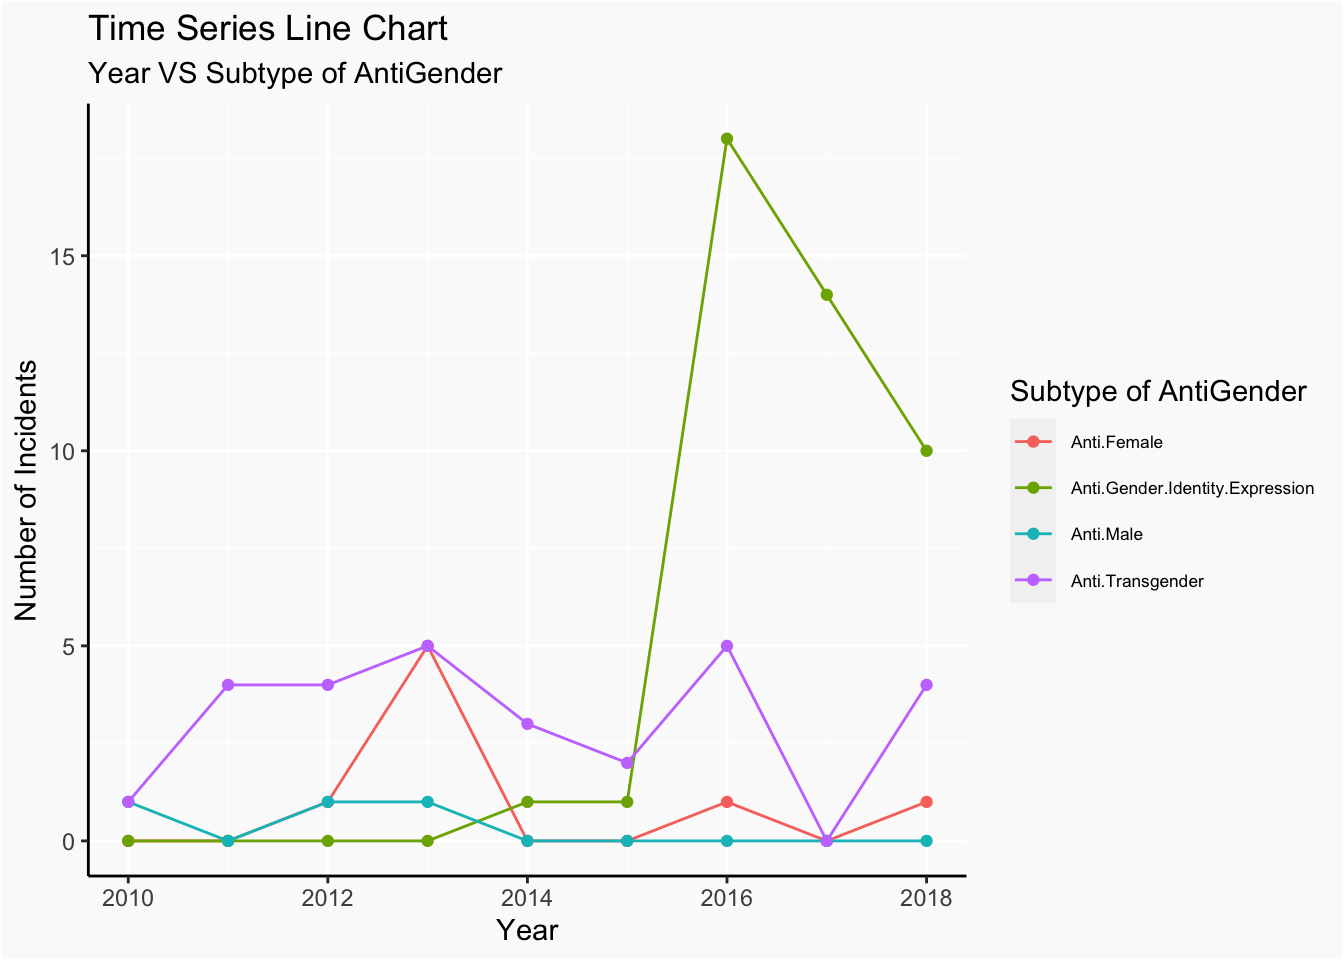 Time Series Line Chart
Year VS Subtype of AntiGender
Number of Incidents
15
10
5
0
2010 2012 2014 2016 2018
Year
Subtype of AntiGender
Anti.Female
Anti.Gender.Identity.Expression
Anti.Male
Anti.Transgender